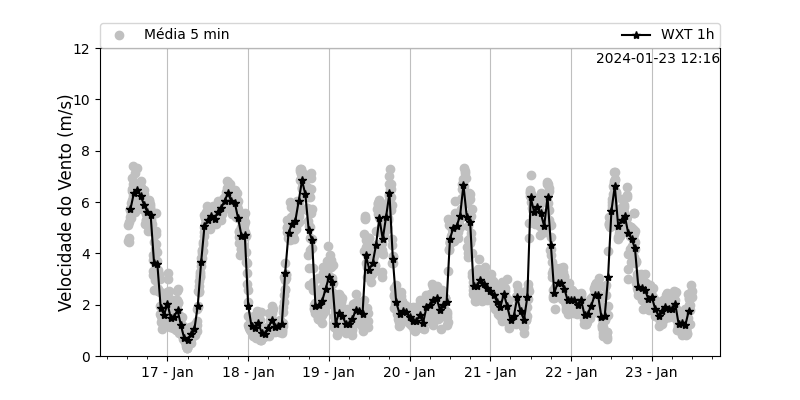 Média 5 min
WXT 1h
2024-01-23 12:16
Velocidade do Vento (m/s)
12
10
8
6
4
2
0
17 - Jan
18 - Jan
19 - Jan
20 - Jan
21 - Jan
22 - Jan
23 - Jan